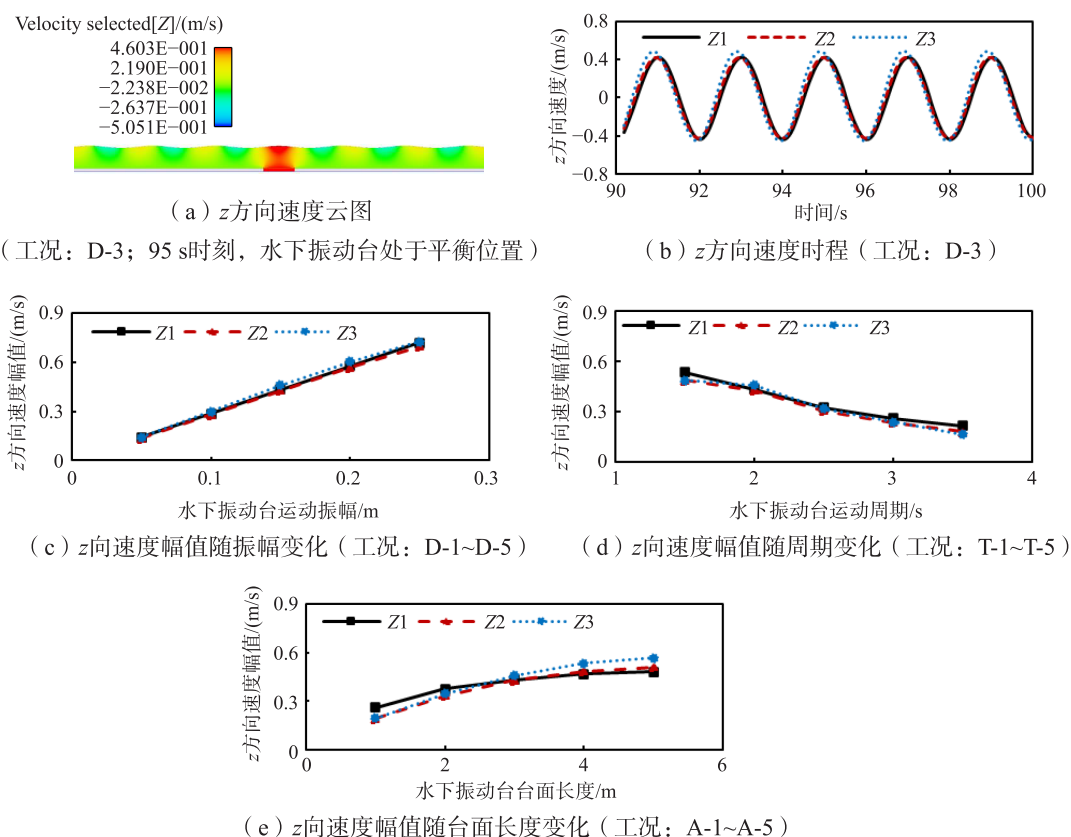 Velocity selected[Z]/(m/s)
4.603E−001
2.190E−001
−2.238E−002
−2.637E−001
−5.051E−001
（a）z方向速度云图
（工况：D-3；95 s时刻，水下振动台处于平衡位置）
z方向速度/(m/s)
0.8
0.4
0
−0.4
−0.8
Z1 Z2 Z3
90 92 94 96 98 100
时间/s
（b）z方向速度时程（工况：D-3）
z方向速度幅值/(m/s)
0.9
0.6
0.3
0
Z1 Z2 Z3
0 0.1 0.2 0.3
水下振动台运动振幅/m
（c）z向速度幅值随振幅变化（工况：D-1~D-5）
z方向速度幅值/(m/s)
0.9
0.6
0.3
0
Z1 Z2 Z3
1 2 3 4
水下振动台运动周期/s
（d）z向速度幅值随周期变化（工况：T-1~T-5）
z方向速度幅值/(m/s)
0.9
0.6
0.3
0
Z1 Z2 Z3
0 2 4 6
水下振动台台面长度/m
（e）z向速度幅值随台面长度变化（工况：A-1~A-5）